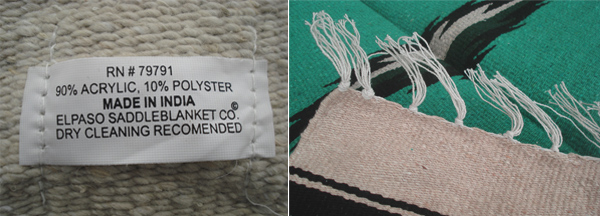 RN # 79791
90% ACRYLIC, 10% POLYSTER
MADE IN INDIA
ELPASO SADDLEBLANKET CO.©
DRY CLEANING RECOMENDED